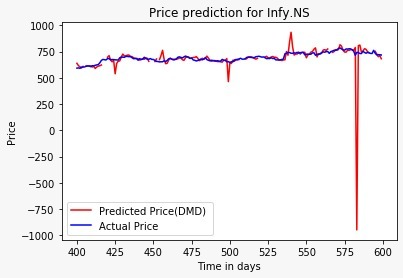 Price prediction for Infy.NS
Price
1000
750
500
250
0
−250
−500
−750
−1000
Predicted Price(DMD)
Actual Price
400 425 450 475 500 525 550 575 600
Time in days